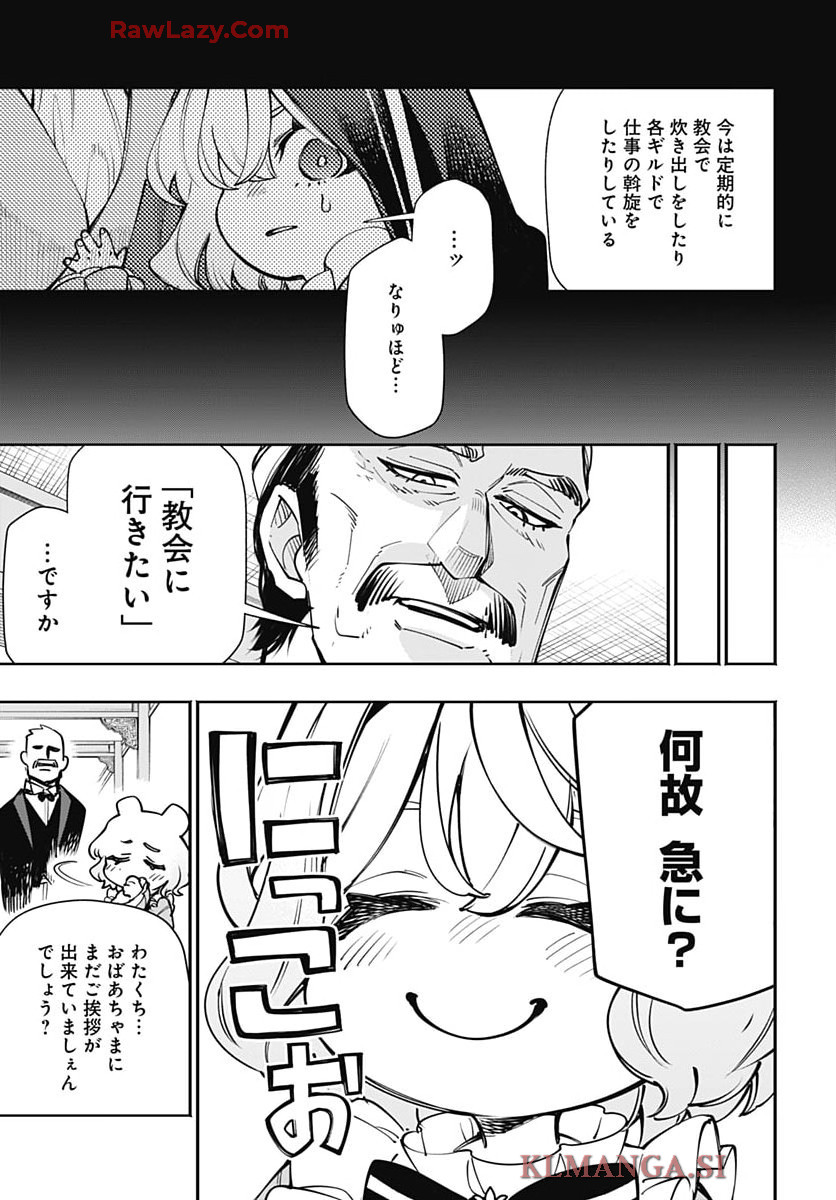 RawLazy.Com
今は定期的に
教会で
炊き出しをしたり
各ギルドで
仕事の斡旋を
したりしている
…ッ
なりゅほど…
「教会に
行きたい」
…ですか
何故 急に？
にっこぉ
わたくち…
おばあちゃまに
まだご挨拶が
出来ていましぇん
でしょう？
KLMANGA.SI